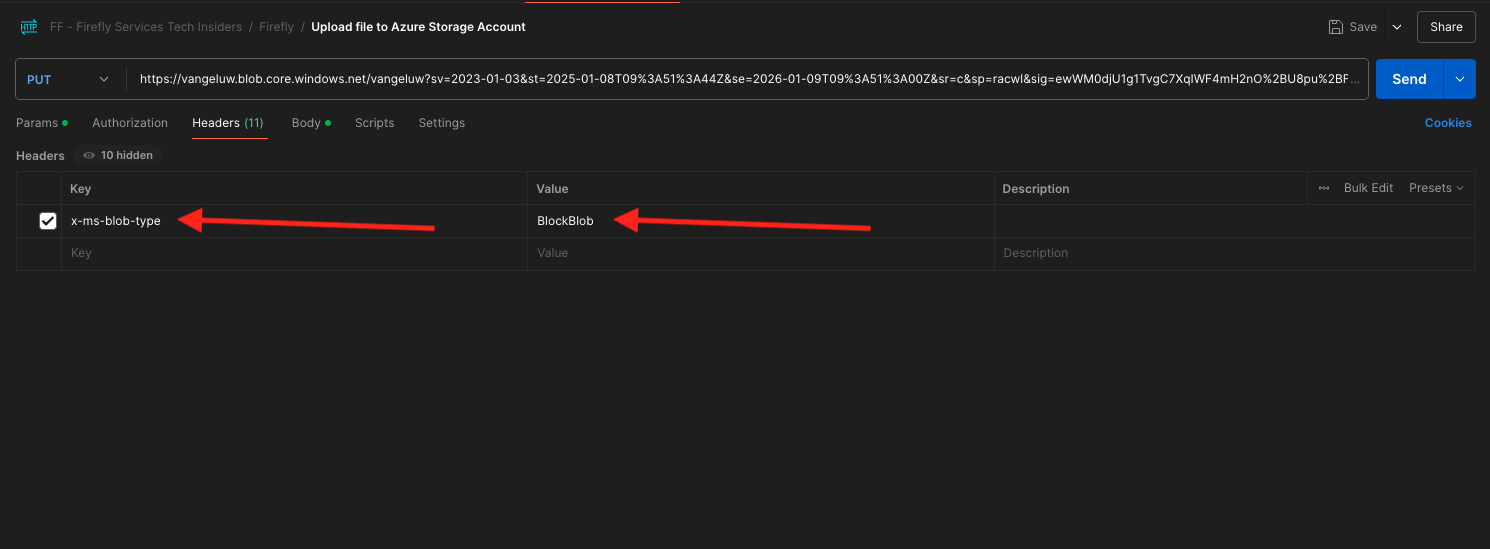 HTTP FF - Firefly Services Tech Insiders / Firefly / Upload file to Azure Storage Account Save Share
PUT https://vangeluw.blob.core.windows.net/vangeluw?sv=2023-01-03&st=2025-01-08T09%3A51%3A44Z&se=2026-01-09T09%3A51%3A00Z&sr=c&sp=racwl&sig=ewWM0djU1g1TvgC7XqlWF4mH2nO%2BU8pu%2BF... Send
Params Authorization Headers (11) Body Scripts Settings Cookies
Headers 10 hidden
Key Value Description Bulk Edit Presets
x-ms-blob-type BlockBlob
Key Value Description